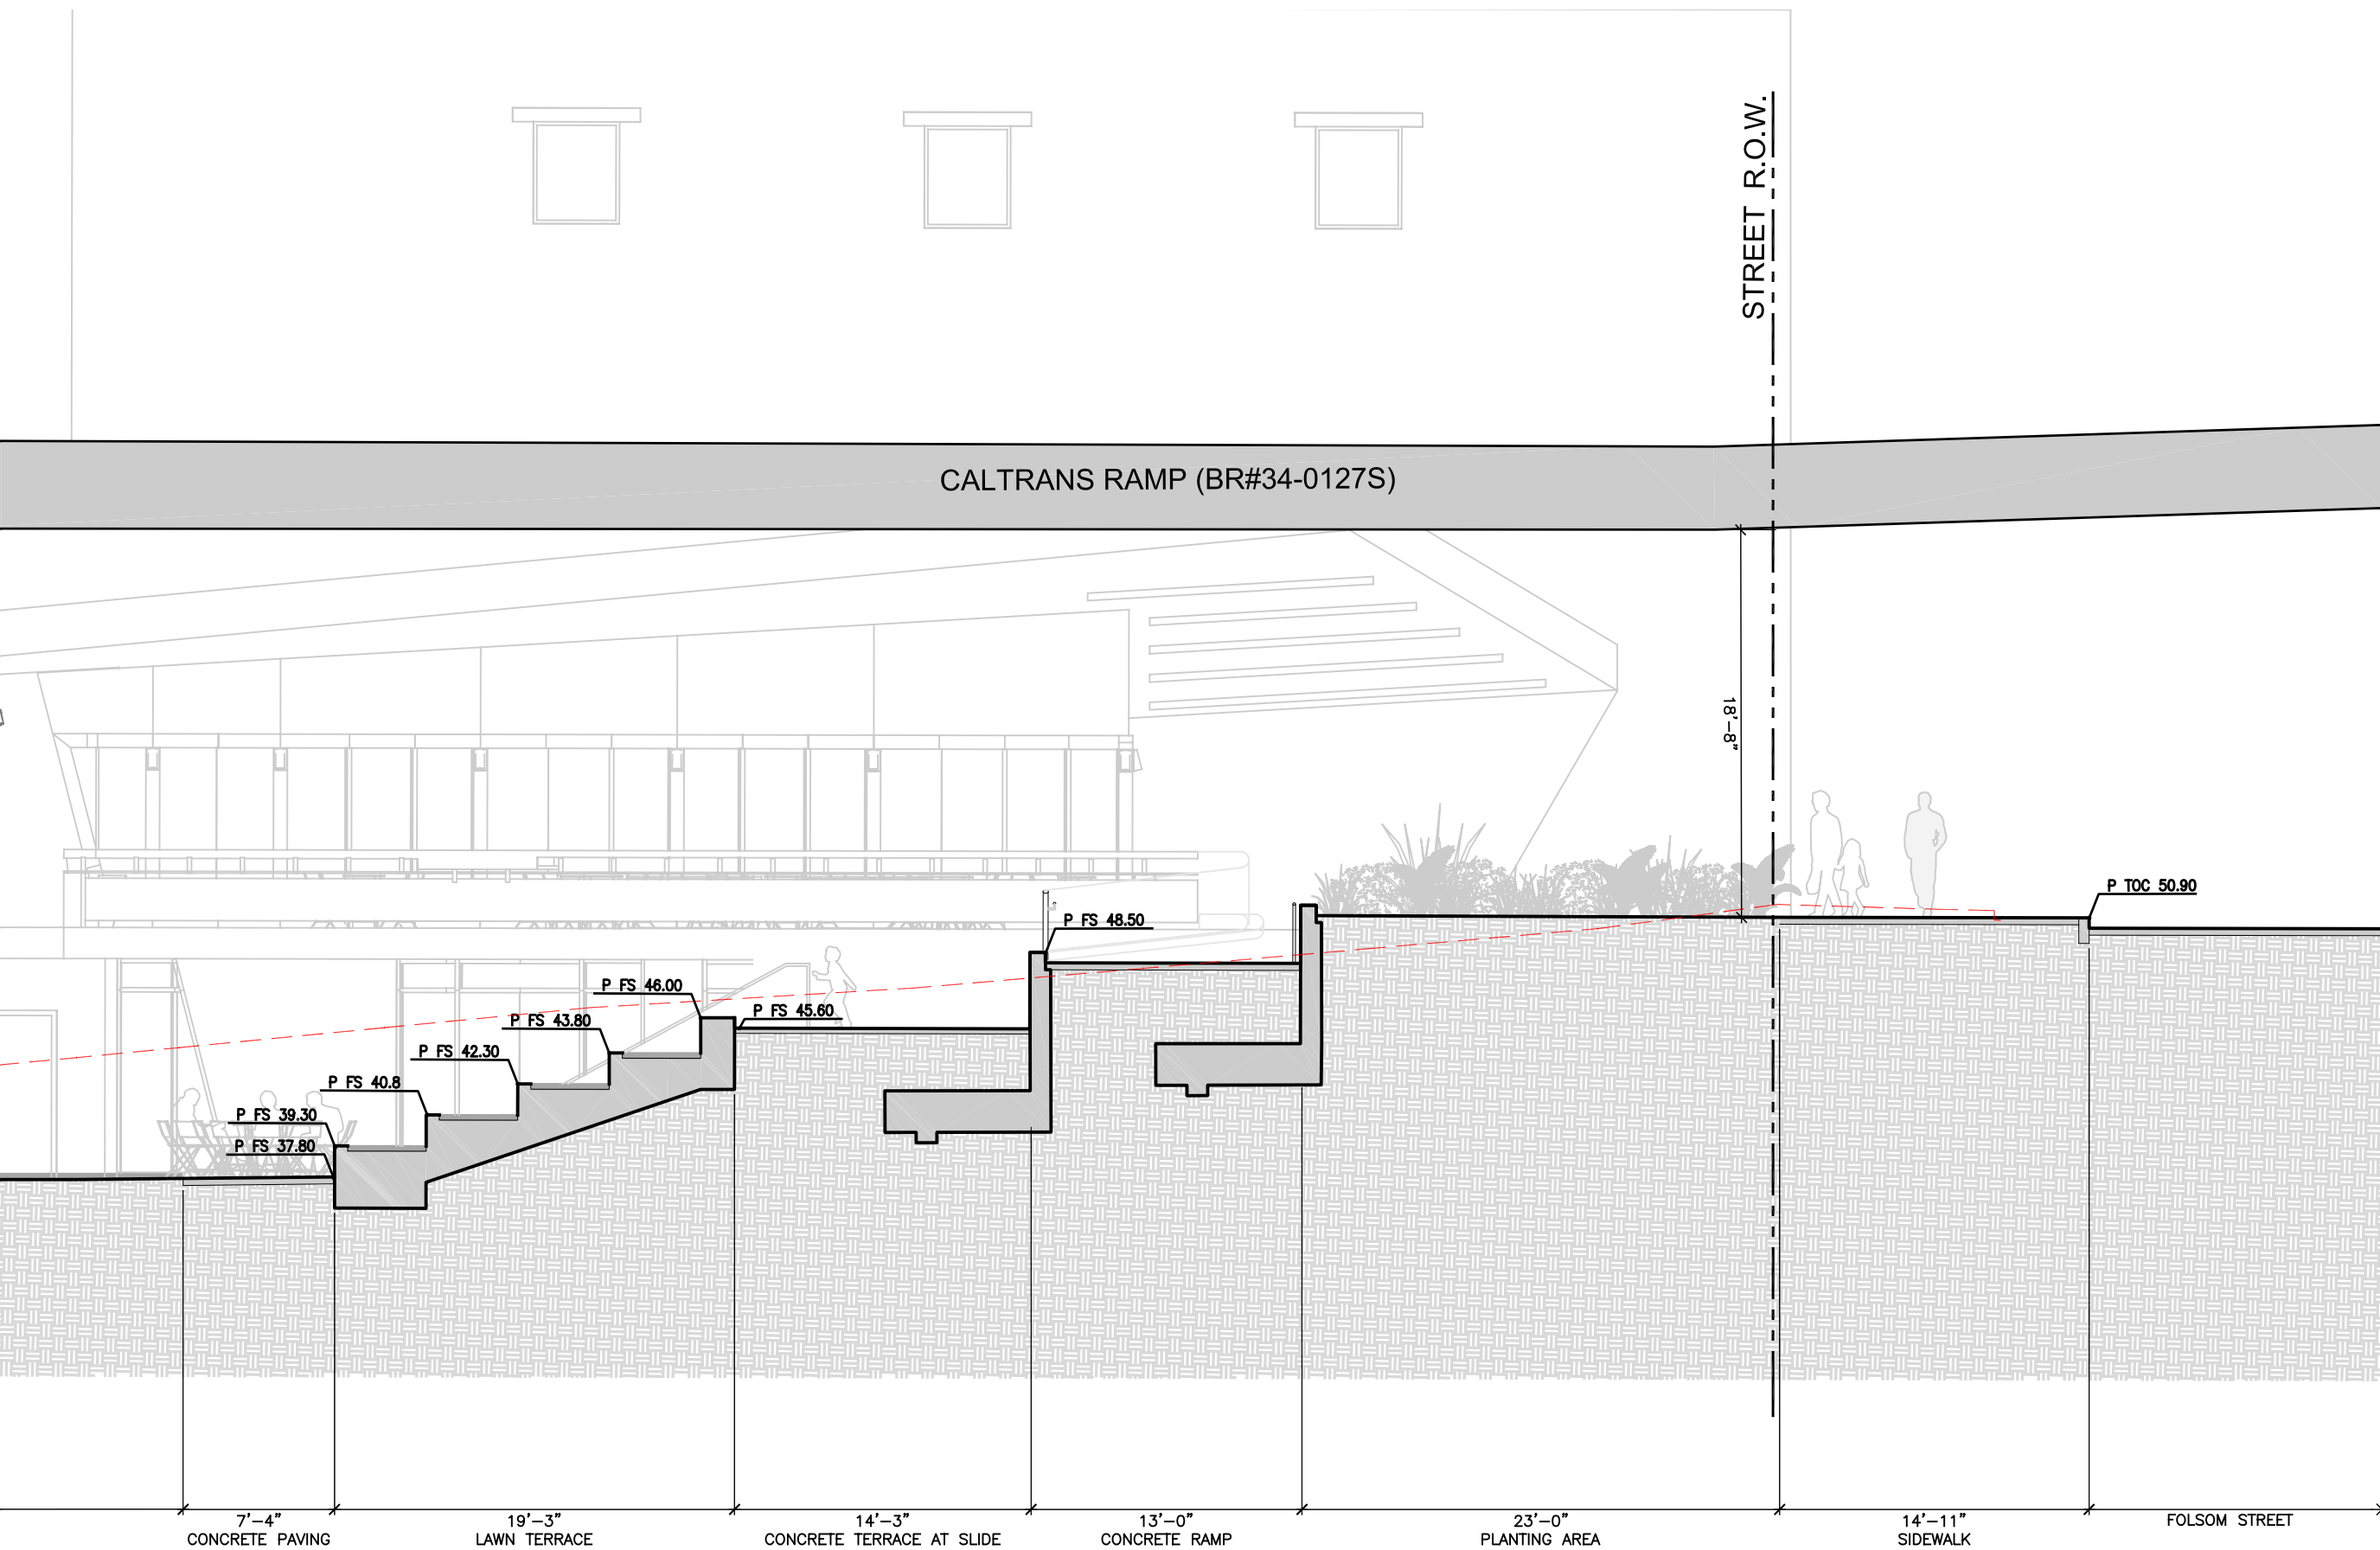 STREET R.O.W.
CALTRANS RAMP (BR#34-0127S)
18'-8"
P TOC 50.90
P FS 48.50
P FS 46.00
P FS 45.60
P FS 43.80
P FS 42.30
P FS 40.8
P FS 39.30
P FS 37.80
7'-4"
CONCRETE PAVING
19'-3"
LAWN TERRACE
14'-3"
CONCRETE TERRACE AT SLIDE
13'-0"
CONCRETE RAMP
23'-0"
PLANTING AREA
14'-11"
SIDEWALK
FOLSOM STREET